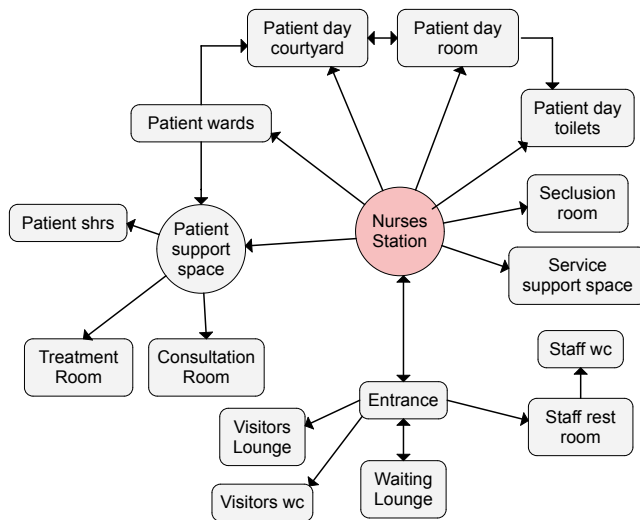 Patient day
courtyard
Patient day
room
Patient wards
Patient day
toilets
Patient shrs
Patient
support
space
Nurses
Station
Seclusion
room
Service
support space
Treatment
Room
Consultation
Room
Staff wc
Entrance
Visitors
Lounge
Staff rest
room
Visitors wc
Waiting
Lounge